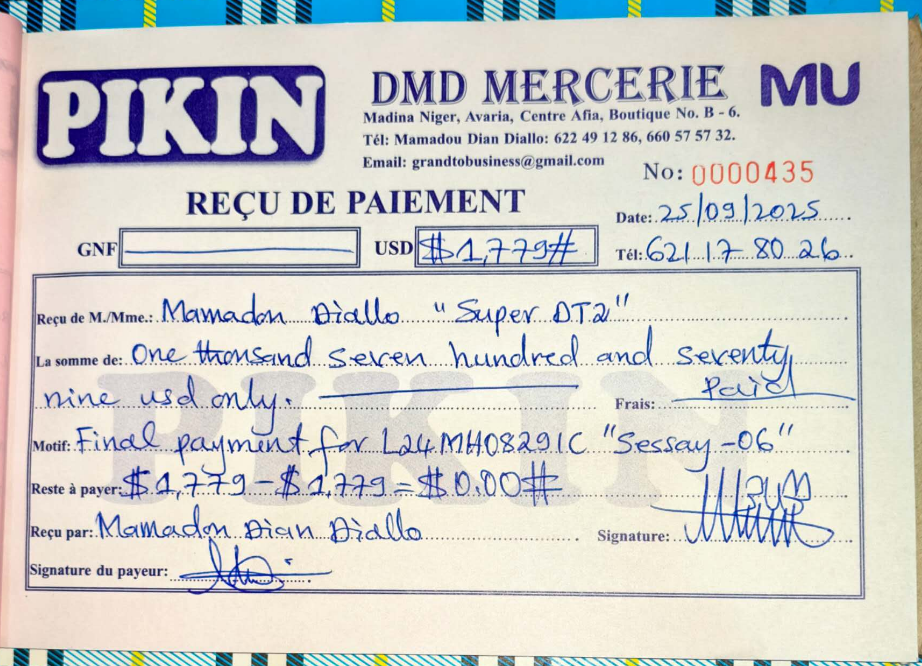 PIKIN
DMD MERCERIE
MU
Madina Niger, Avaria, Centre Afia, Boutique No. B - 6.
Tél: Mamadou Dian Diallo: 622 49 12 86, 660 57 57 32.
Email: grandtobusiness@gmail.com
No: 0000435
REÇU DE PAIEMENT
Date: 25/09/2025
GNF
USD $1,779#
Tél: 621 17 80 26
Reçu de M./Mme.: Mamadou Diallo "Super DT2"
La somme de: One thousand seven hundred and seventy
nine usd only.
Frais: Paid
Motif: Final payment for L24MH08291C "Sessay-06"
Reste à payer: $1,779-$1,779=$0.00#
Reçu par: Mamadou Dian Diallo
Signature:
Signature du payeur:
PIKIN